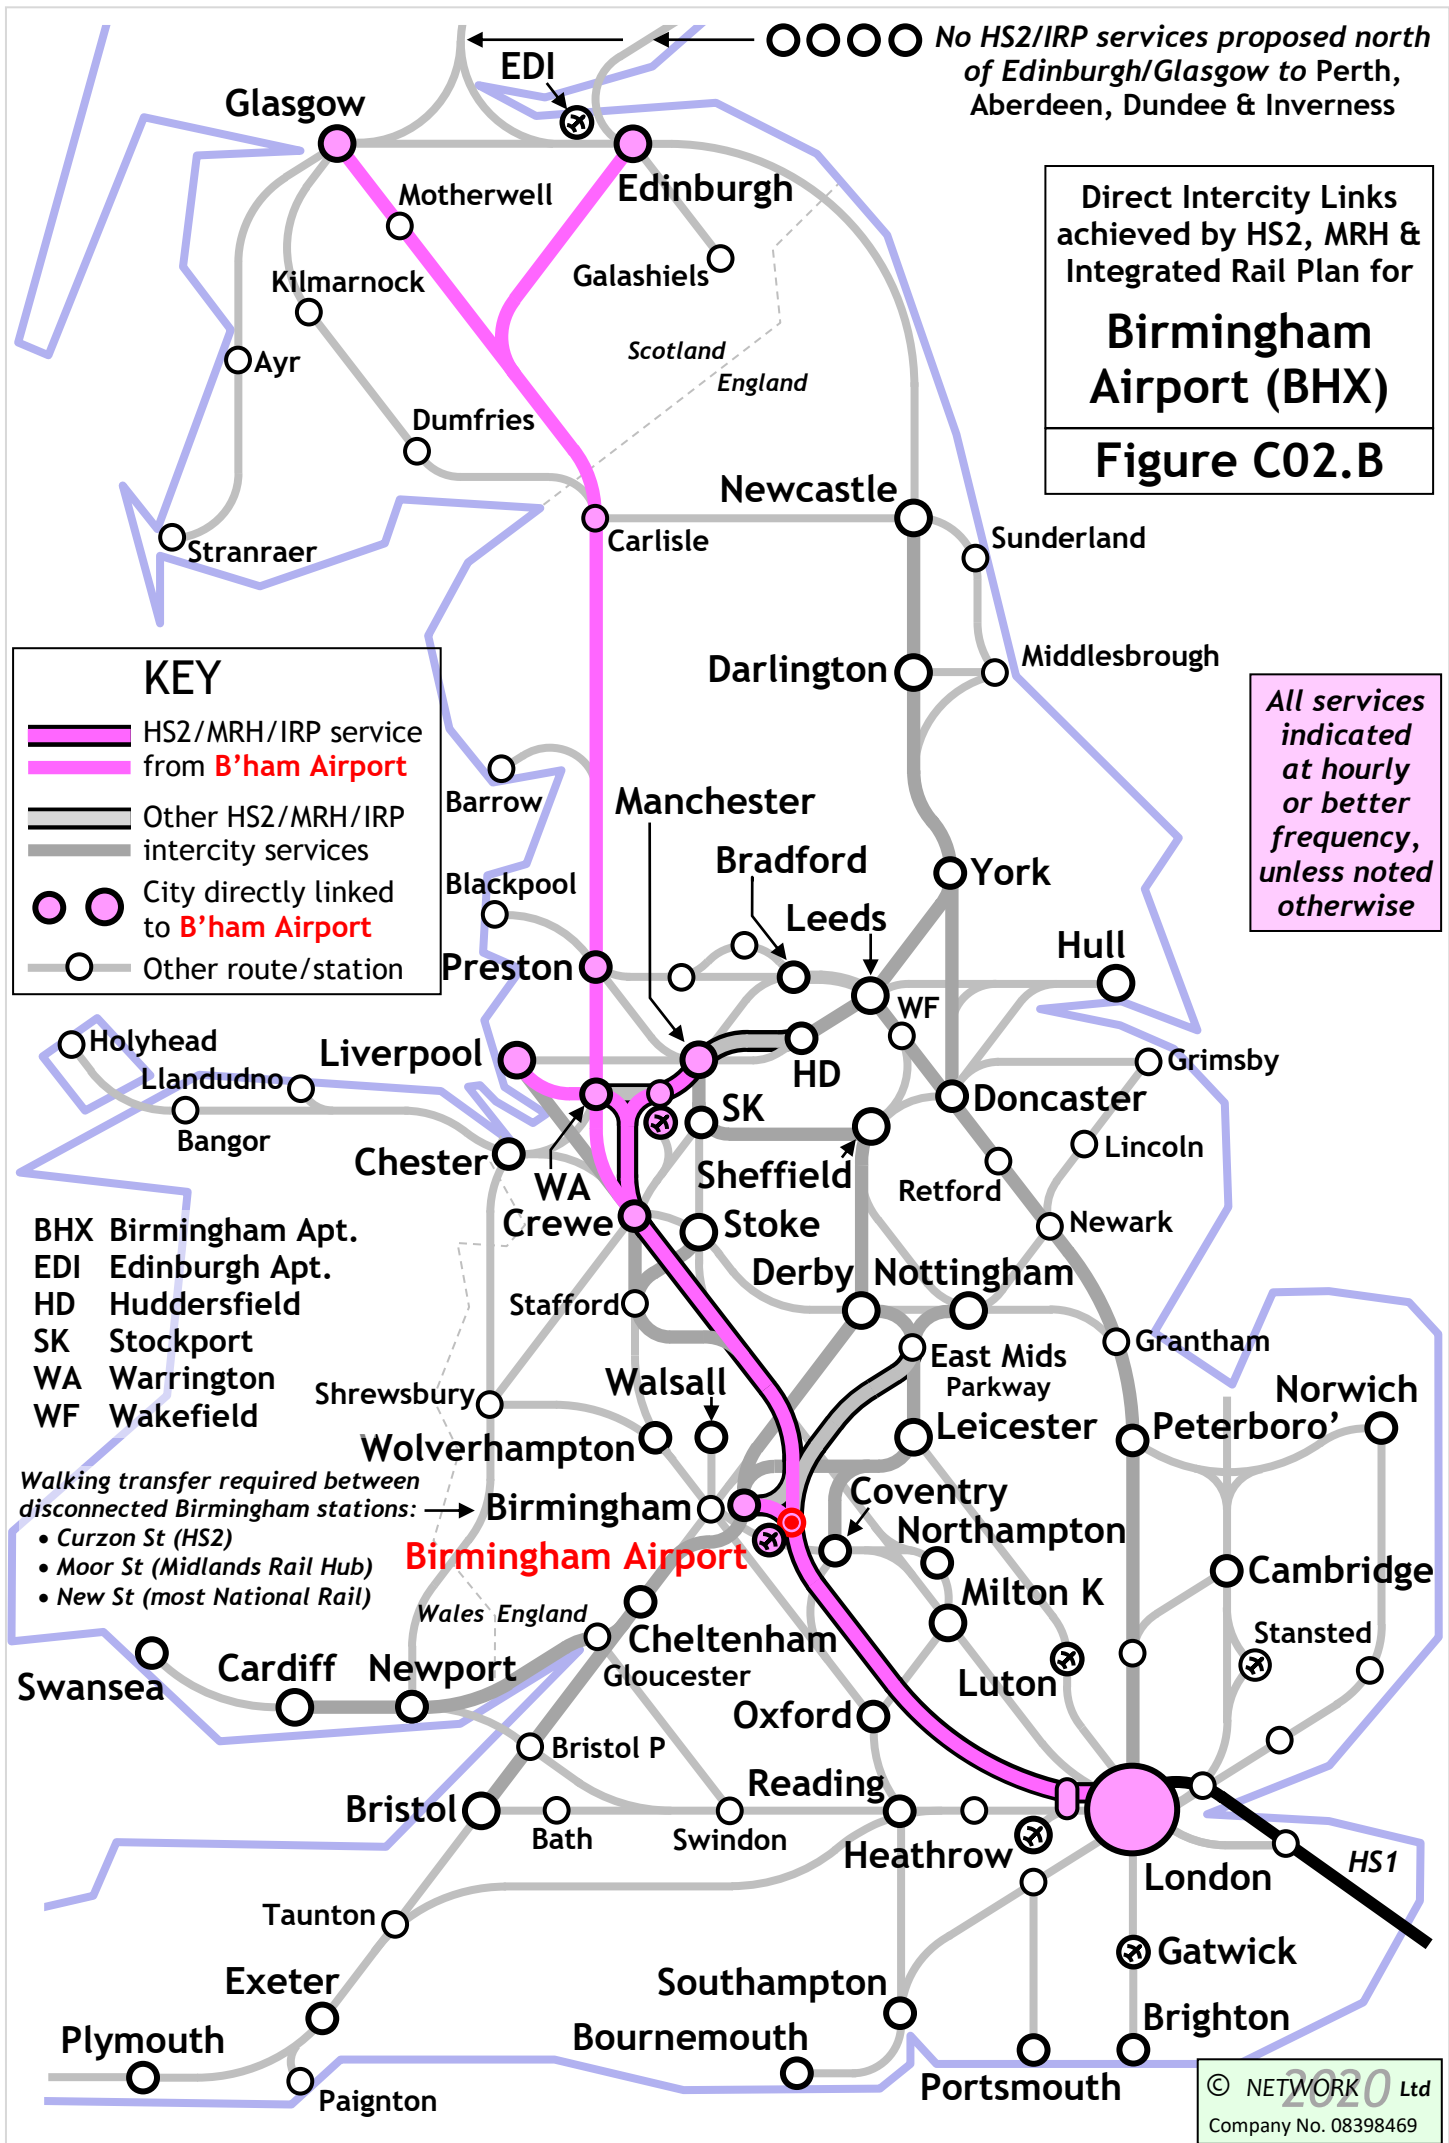 No HS2/IRP services proposed north
of Edinburgh/Glasgow to Perth,
Aberdeen, Dundee & Inverness
EDI
Glasgow
Edinburgh
Motherwell
Galashiels
Kilmarnock
Ayr
Scotland
England
Dumfries
Stranraer
Carlisle
Newcastle
Sunderland
Darlington
Middlesbrough
Direct Intercity Links
achieved by HS2, MRH &
Integrated Rail Plan for
Birmingham
Airport (BHX)
Figure C02.B
KEY
HS2/MRH/IRP service
from B'ham Airport
Other HS2/MRH/IRP
intercity services
City directly linked
to B'ham Airport
Other route/station
All services
indicated
at hourly
or better
frequency,
unless noted
otherwise
Barrow
Manchester
Blackpool
Bradford
York
Leeds
Hull
Preston
WF
Holyhead
Liverpool
Llandudno
HD
Grimsby
Bangor
SK
Doncaster
Lincoln
Chester
WA
Sheffield
Retford
Crewe
Stoke
Newark
Derby
Nottingham
Stafford
Grantham
East Mids
Parkway
BHX Birmingham Apt.
EDI Edinburgh Apt.
HD Huddersfield
SK Stockport
WA Warrington
WF Wakefield
Shrewsbury
Walsall
Norwich
Wolverhampton
Leicester
Peterboro'
Walking transfer required between
disconnected Birmingham stations:
• Curzon St (HS2)
• Moor St (Midlands Rail Hub)
• New St (most National Rail)
Birmingham
Coventry
Northampton
Birmingham Airport
Cambridge
Milton K
Wales England
Cheltenham
Stansted
Gloucester
Swansea
Cardiff
Newport
Luton
Oxford
Bristol P
Reading
Bristol
Bath
Swindon
Heathrow
London
HS1
Taunton
Gatwick
Exeter
Southampton
Brighton
Plymouth
Bournemouth
Paignton
Portsmouth
© NETWORK 2020 Ltd
Company No. 08398469